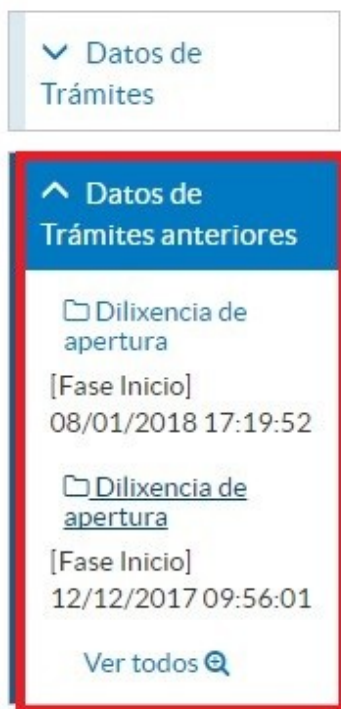 Datos de
Trámites
Datos de
Trámites anteriores
Dilixencia de
apertura
[Fase Inicio]
08/01/2018 17:19:52
Dilixencia de
apertura
[Fase Inicio]
12/12/2017 09:56:01
Ver todos